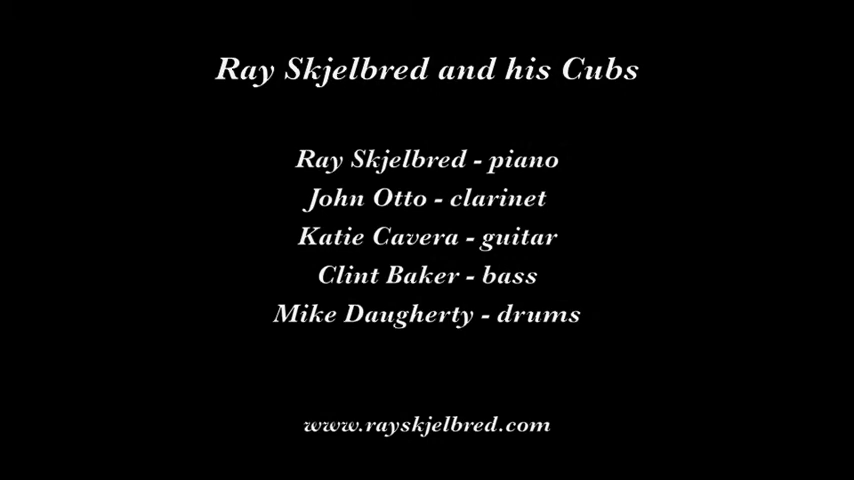 Ray Skjelbred and his Cubs
Ray Skjelbred - piano
John Otto - clarinet
Katie Cavera - guitar
Clint Baker - bass
Mike Daugherty - drums
www.rayskjelbred.com